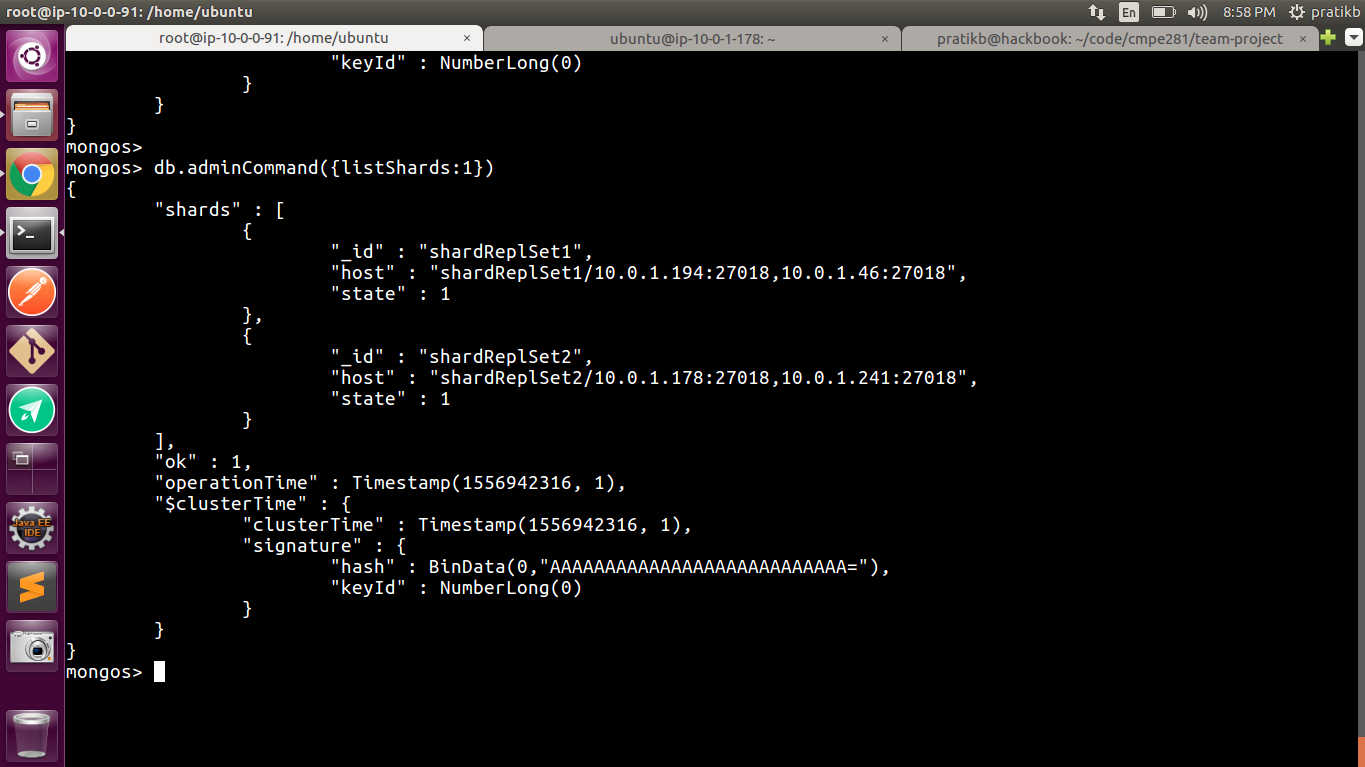 root@ip-10-0-0-91: /home/ubuntu
En
8:58 PM
pratikb
root@ip-10-0-0-91: /home/ubuntu ×
ubuntu@ip-10-0-1-178: ~ ×
pratikb@hackbook: ~/code/cmpe281/team-project ×
"keyId" : NumberLong(0)
}
}
}
mongos>
mongos> db.adminCommand({listShards:1})
{
"shards" : [
{
"_id" : "shardReplSet1",
"host" : "shardReplSet1/10.0.1.194:27018,10.0.1.46:27018",
"state" : 1
},
{
"_id" : "shardReplSet2",
"host" : "shardReplSet2/10.0.1.178:27018,10.0.1.241:27018",
"state" : 1
}
],
"ok" : 1,
"operationTime" : Timestamp(1556942316, 1),
"$clusterTime" : {
"clusterTime" : Timestamp(1556942316, 1),
"signature" : {
"hash" : BinData(0,"AAAAAAAAAAAAAAAAAAAAAAAAAAA="),
"keyId" : NumberLong(0)
}
}
}
mongos>
Java EE
IDE